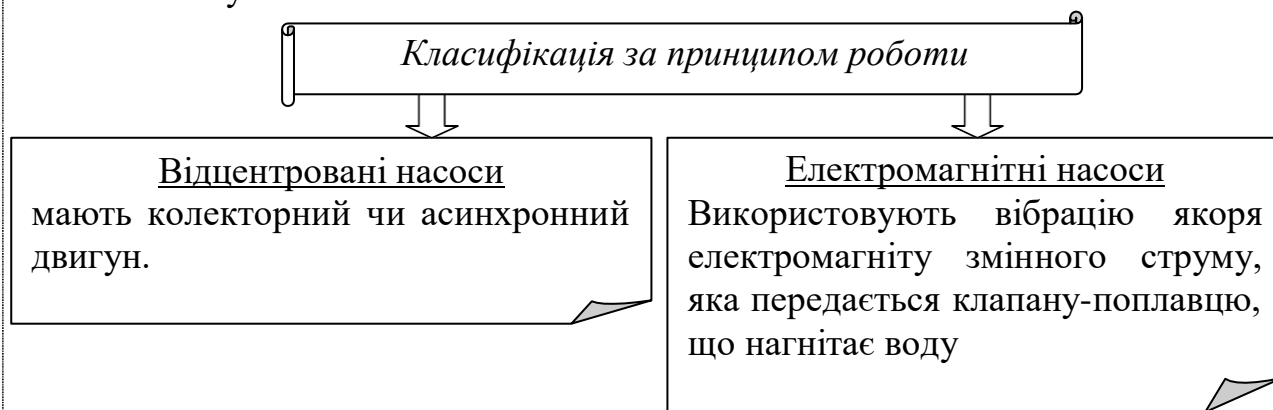 Класифікація за принципом роботи
Відцентровані насоси
мають колекторний чи асинхронний
двигун.
Електромагнітні насоси
Використовують вібрацію якоря
електромагніту змінного струму,
яка передається клапану-поплавцю,
що нагнітає воду